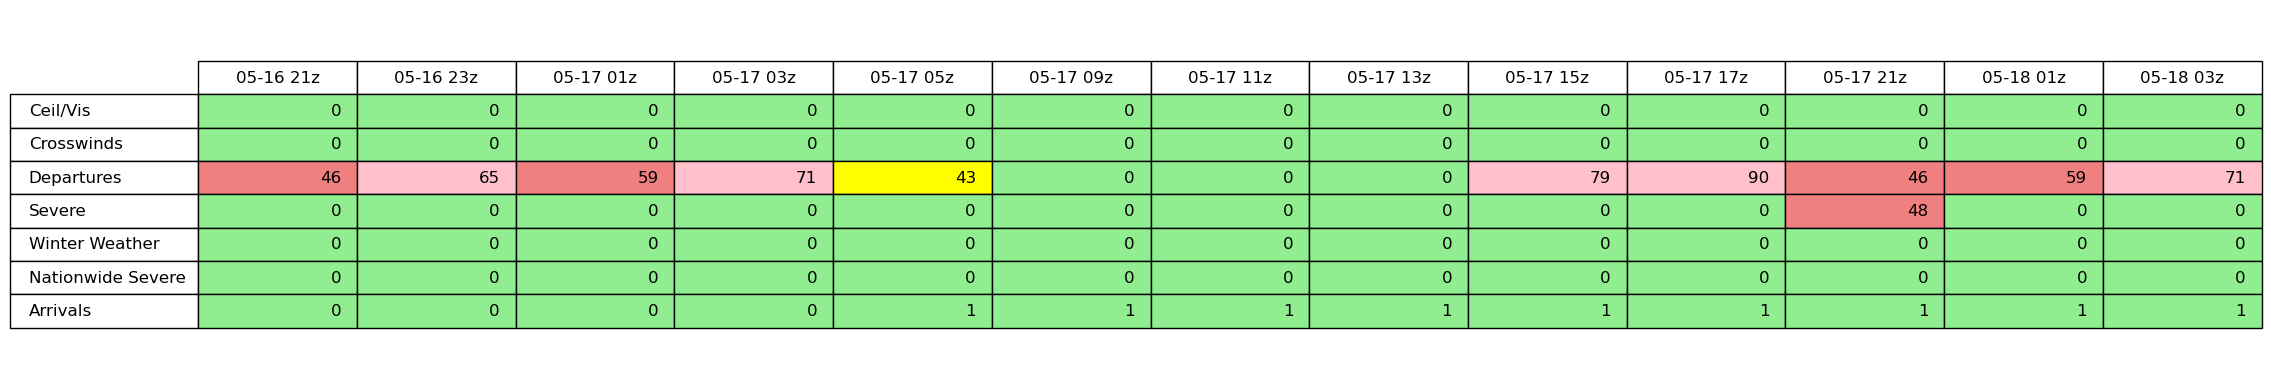 05-16 21z 05-16 23z 05-17 01z 05-17 03z 05-17 05z 05-17 09z 05-17 11z 05-17 13z 05-17 15z 05-17 17z 05-17 21z 05-18 01z 05-18 03z
Ceil/Vis 0 0 0 0 0 0 0 0 0 0 0 0 0
Crosswinds 0 0 0 0 0 0 0 0 0 0 0 0 0
Departures 46 65 59 71 43 0 0 0 79 90 46 59 71
Severe 0 0 0 0 0 0 0 0 0 0 48 0 0
Winter Weather 0 0 0 0 0 0 0 0 0 0 0 0 0
Nationwide Severe 0 0 0 0 0 0 0 0 0 0 0 0 0
Arrivals 0 0 0 0 1 1 1 1 1 1 1 1 1